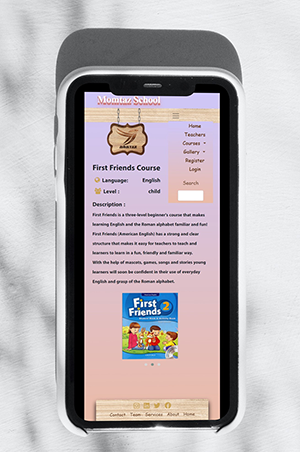 Momtaz School
Home
Teachers
Courses
Gallery
Register
Login
Search
MOMTAZ
First Friends Course
Language: English
Level : child
Description :
First Friends is a three-level beginner's course that makes
learning English and the Roman alphabet familiar and fun!
First Friends (American English) has a strong and clear
structure that makes it easy for teachers to teach and
learners to learn in a fun, friendly and familiar way.
With the help of mascots, games, songs and stories young
learners will soon be confident in their use of everyday
English and grasp of the Roman alphabet.
First
Friends 2
Contact Team Services About Home